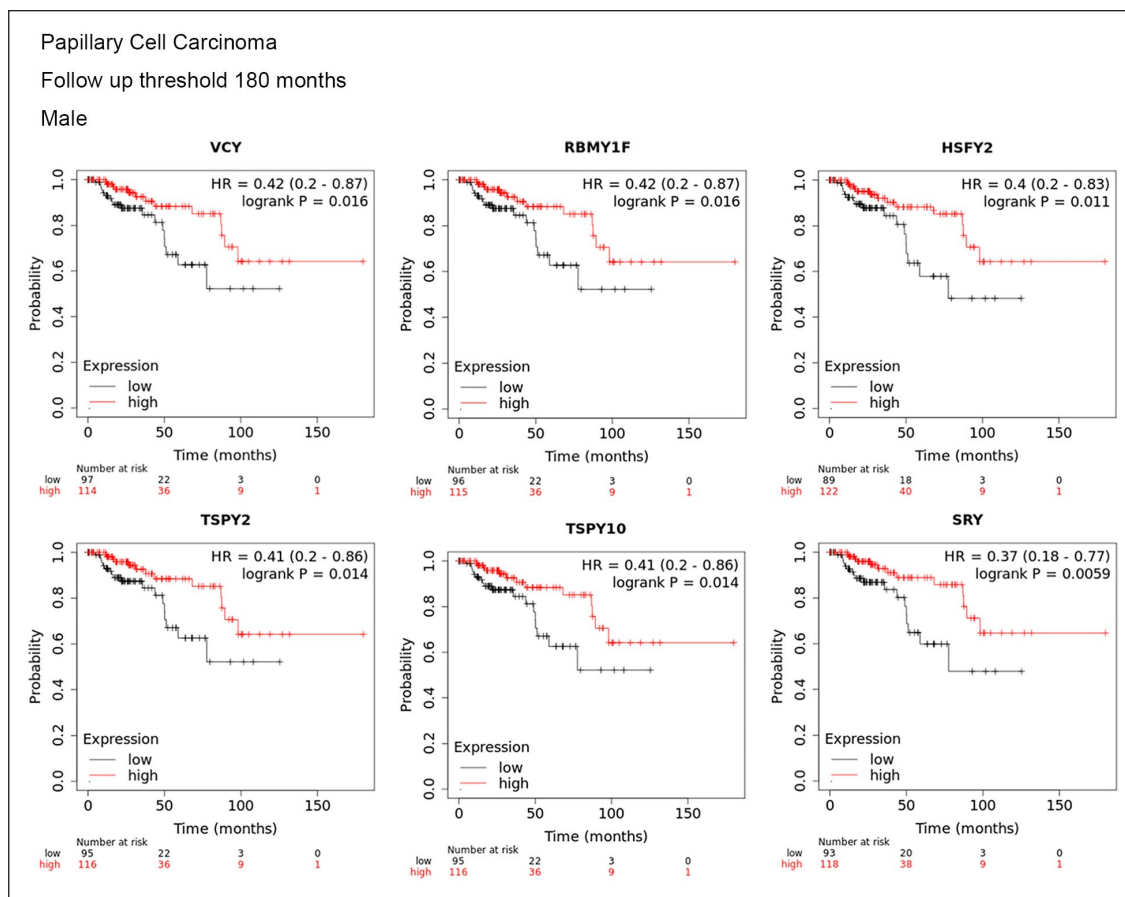 Papillary Cell Carcinoma
Follow up threshold 180 months
Male
VCY
HR = 0.42 (0.2 - 0.87)
logrank P = 0.016
Probability
1.0
0.8
0.6
0.4
0.2
0.0
Expression
low
high
0 50 100 150
Time (months)
Number at risk
low 97 22 3 0
high 114 36 9 1
RBMY1F
HR = 0.42 (0.2 - 0.87)
logrank P = 0.016
Probability
1.0
0.8
0.6
0.4
0.2
0.0
Expression
low
high
0 50 100 150
Time (months)
Number at risk
low 96 22 3 0
high 115 36 9 1
HSFY2
HR = 0.4 (0.2 - 0.83)
logrank P = 0.011
Probability
1.0
0.8
0.6
0.4
0.2
0.0
Expression
low
high
0 50 100 150
Time (months)
Number at risk
low 89 18 3 0
high 122 40 9 1
TSPY2
HR = 0.41 (0.2 - 0.86)
logrank P = 0.014
Probability
1.0
0.8
0.6
0.4
0.2
0.0
Expression
low
high
0 50 100 150
Time (months)
Number at risk
low 95 22 3 0
high 116 36 9 1
TSPY10
HR = 0.41 (0.2 - 0.86)
logrank P = 0.014
Probability
1.0
0.8
0.6
0.4
0.2
0.0
Expression
low
high
0 50 100 150
Time (months)
Number at risk
low 95 22 3 0
high 116 36 9 1
SRY
HR = 0.37 (0.18 - 0.77)
logrank P = 0.0059
Probability
1.0
0.8
0.6
0.4
0.2
0.0
Expression
low
high
0 50 100 150
Time (months)
Number at risk
low 93 20 3 0
high 118 38 9 1